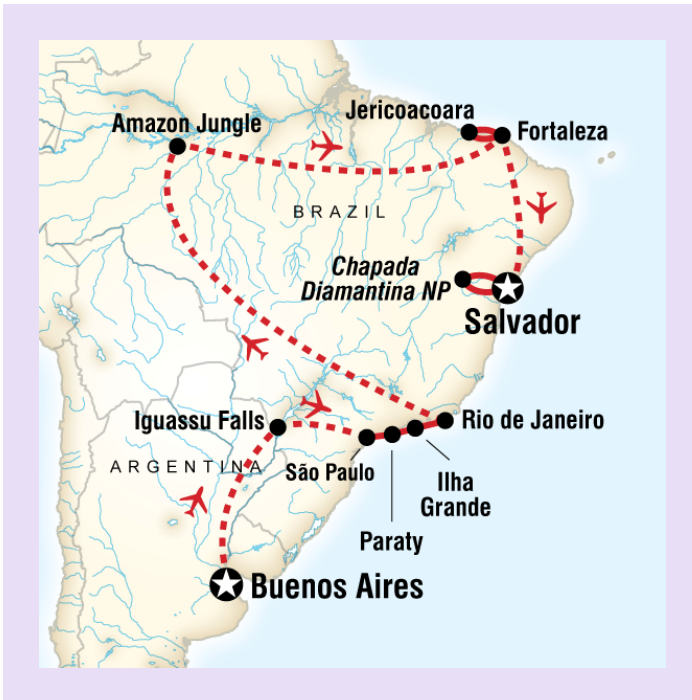 Jericoacoara
Amazon Jungle
Fortaleza
BRAZIL
Chapada
Diamantina NP
Salvador
Iguassu Falls
Rio de Janeiro
ARGENTINA
São Paulo
Ilha
Grande
Paraty
Buenos Aires